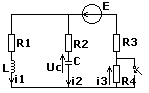 E
R1 R2 R3
L Uc C i3 R4
i1 i2